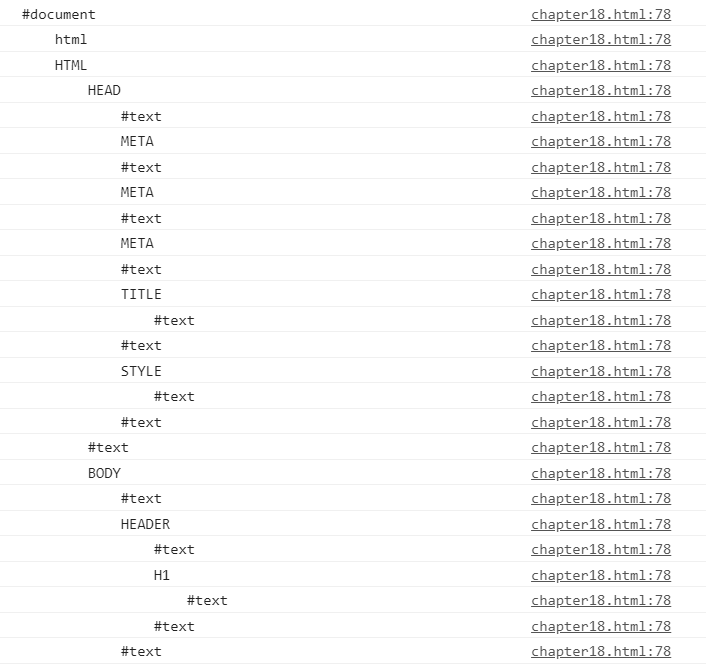 #document chapter18.html:78
html chapter18.html:78
HTML chapter18.html:78
HEAD chapter18.html:78
#text chapter18.html:78
META chapter18.html:78
#text chapter18.html:78
META chapter18.html:78
#text chapter18.html:78
META chapter18.html:78
#text chapter18.html:78
TITLE chapter18.html:78
#text chapter18.html:78
#text chapter18.html:78
STYLE chapter18.html:78
#text chapter18.html:78
#text chapter18.html:78
#text chapter18.html:78
BODY chapter18.html:78
#text chapter18.html:78
HEADER chapter18.html:78
#text chapter18.html:78
H1 chapter18.html:78
#text chapter18.html:78
#text chapter18.html:78
#text chapter18.html:78